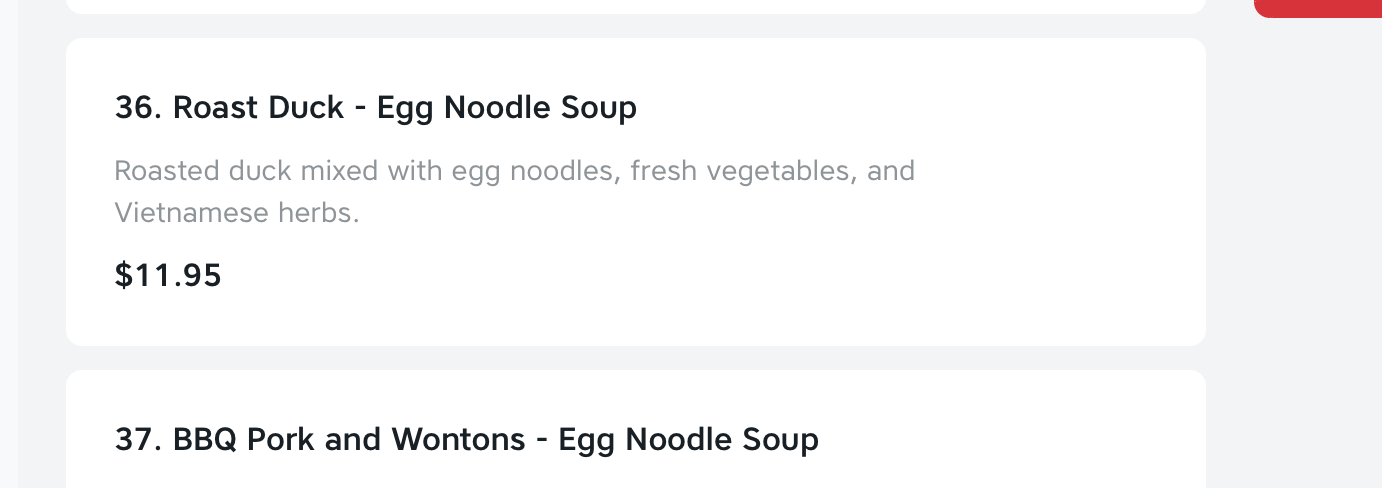 36. Roast Duck - Egg Noodle Soup
Roasted duck mixed with egg noodles, fresh vegetables, and
Vietnamese herbs.
$11.95
37. BBQ Pork and Wontons - Egg Noodle Soup